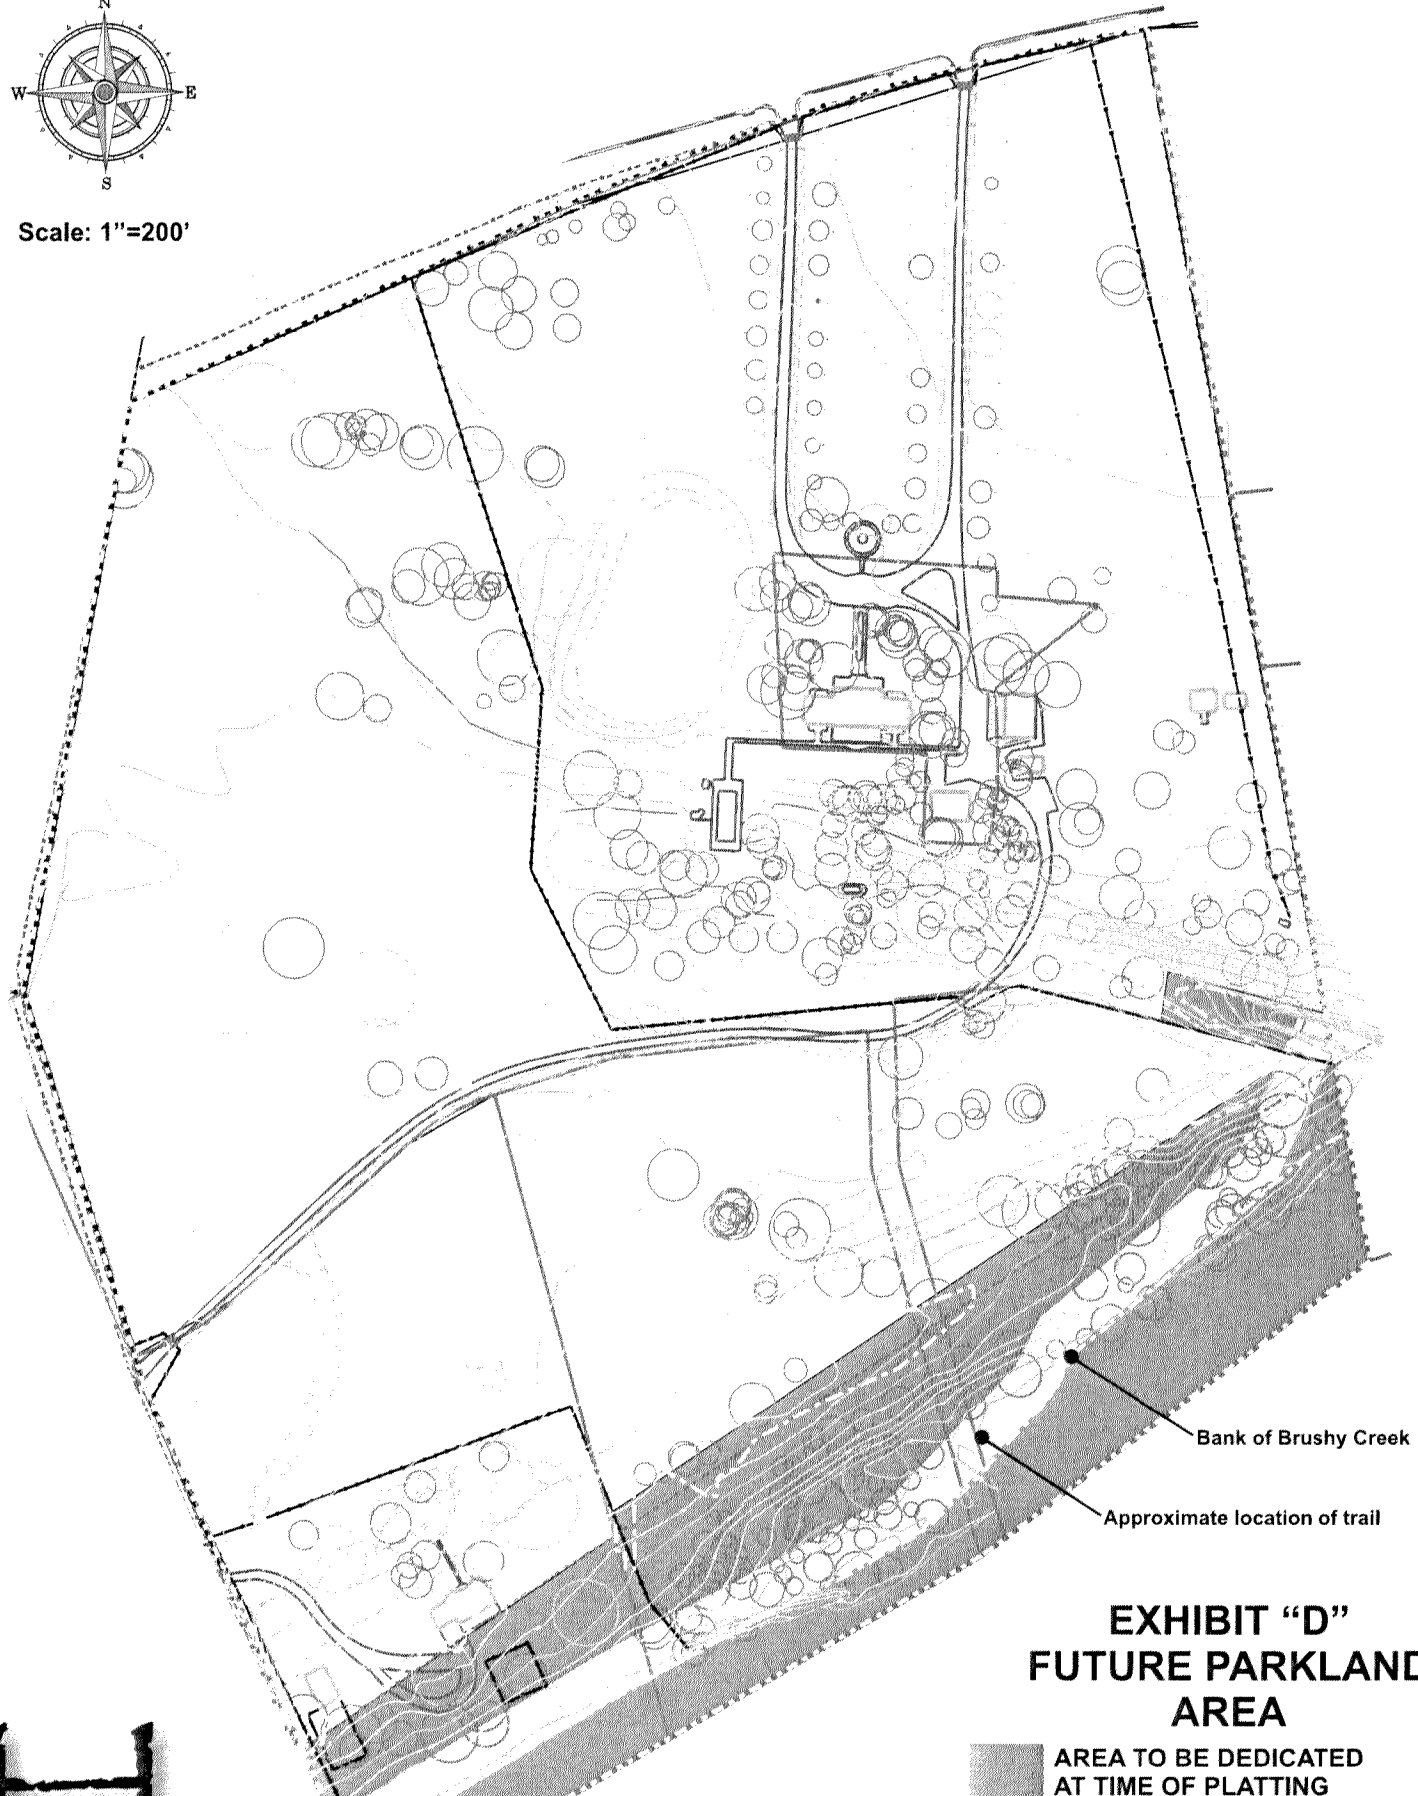 N
W E
S
Scale: 1”=200’
Bank of Brushy Creek
Approximate location of trail
EXHIBIT “D”
FUTURE PARKLAND
AREA
AREA TO BE DEDICATED
AT TIME OF PLATTING